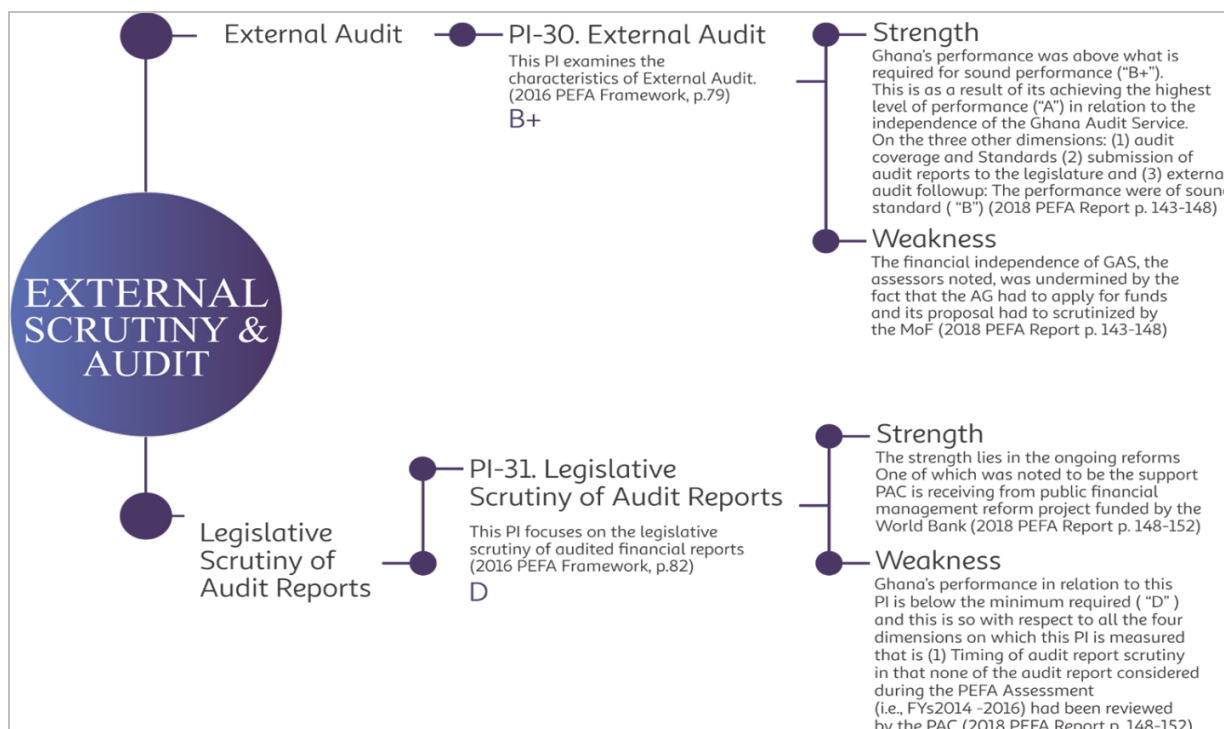 External Audit
PI-30. External Audit
This PI examines the
characteristics of External Audit.
(2016 PEFA Framework, p.79)
B+
Strength
Ghana's performance was above what is
required for sound performance ("B+").
This is as a result of its achieving the highest
level of performance ("A") in relation to the
independence of the Ghana Audit Service.
On the three other dimensions: (1) audit
coverage and Standards (2) submission of
audit reports to the legislature and (3) externa
audit followup: The performance were of soun
standard ( "B") (2018 PEFA Report p. 143-148)
Weakness
The financial independence of GAS, the
assessors noted, was undermined by the
fact that the AG had to apply for funds
and its proposal had to scrutinized by
the MoF (2018 PEFA Report p. 143-148)
EXTERNAL
SCRUTINY &
AUDIT
Legislative
Scrutiny of
Audit Reports
PI-31. Legislative
Scrutiny of Audit Reports
This PI focuses on the legislative
scrutiny of audited financial reports
(2016 PEFA Framework, p.82)
D
Strength
The strength lies in the ongoing reforms
One of which was noted to be the support
PAC is receiving from public financial
management reform project funded by the
World Bank (2018 PEFA Report p. 148-152)
Weakness
Ghana's performance in relation to this
PI is below the minimum required ( "D" )
and this is so with respect to all the four
dimensions on which this PI is measured
that is (1) Timing of audit report scrutiny
in that none of the audit report considered
during the PEFA Assessment
(i.e., FYs2014 -2016) had been reviewed
by the PAC (2018 PEFA Report p. 148-152)